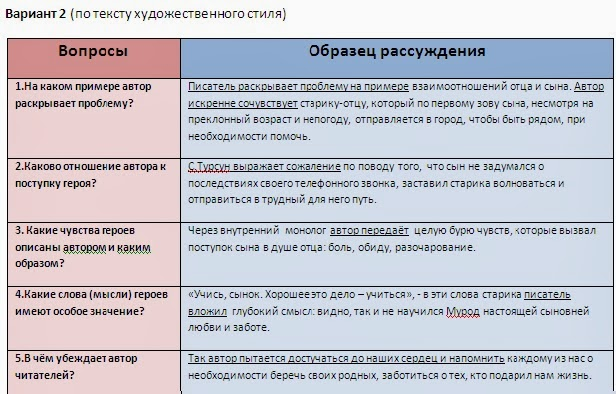 Вариант 2 (по тексту художественного стиля)
Вопросы
Образец рассуждения
1.На каком примере автор
раскрывает проблему?
Писатель раскрывает проблему на примере взаимоотношений отца и сына. Автор
искренне сочувствует старику-отцу, который по первому зову сына, несмотря на
преклонный возраст и непогоду, отправляется в город, чтобы быть рядом, при
необходимости помочь.
2.Каково отношение автора к
поступку героя?
С.Турсун выражает сожаление по поводу того, что сын не задумался о
последствиях своего телефонного звонка, заставил старика волноваться и
отправиться в трудный для него путь.
3. Какие чувства героев
описаны автором и каким
образом?
Через внутренний монолог автор передаёт целую бурю чувств, которые вызвал
поступок сына в душе отца: боль, обиду, разочарование.
4.Какие слова (мысли) героев
имеют особое значение?
«Учись, сынок. Хорошее это дело – учиться», - в эти слова старика писатель
вложил глубокий смысл: видно, так и не научился Мурод настоящей сыновней
любви и заботе.
5.В чём убеждает автор
читателей?
Так автор пытается достучаться до наших сердец и напомнить каждому из нас о
необходимости беречь своих родных, заботиться о тех, кто подарил нам жизнь.